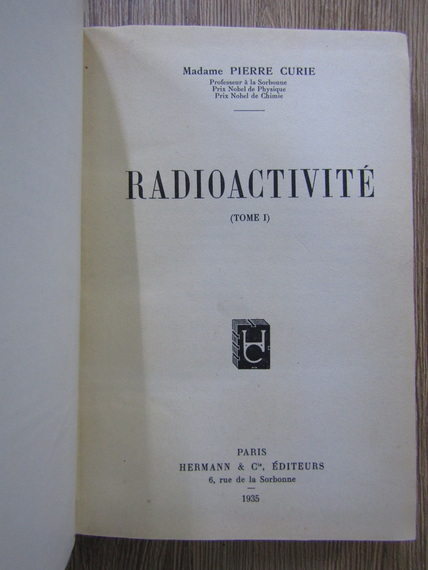 Madame PIERRE CURIE
Professeur à la Sorbonne
Prix Nobel de Physique
Prix Nobel de Chimie
RADIOACTIVITÉ
(TOME I)
HC
PARIS
HERMANN & Cie, ÉDITEURS
6, rue de la Sorbonne
1935